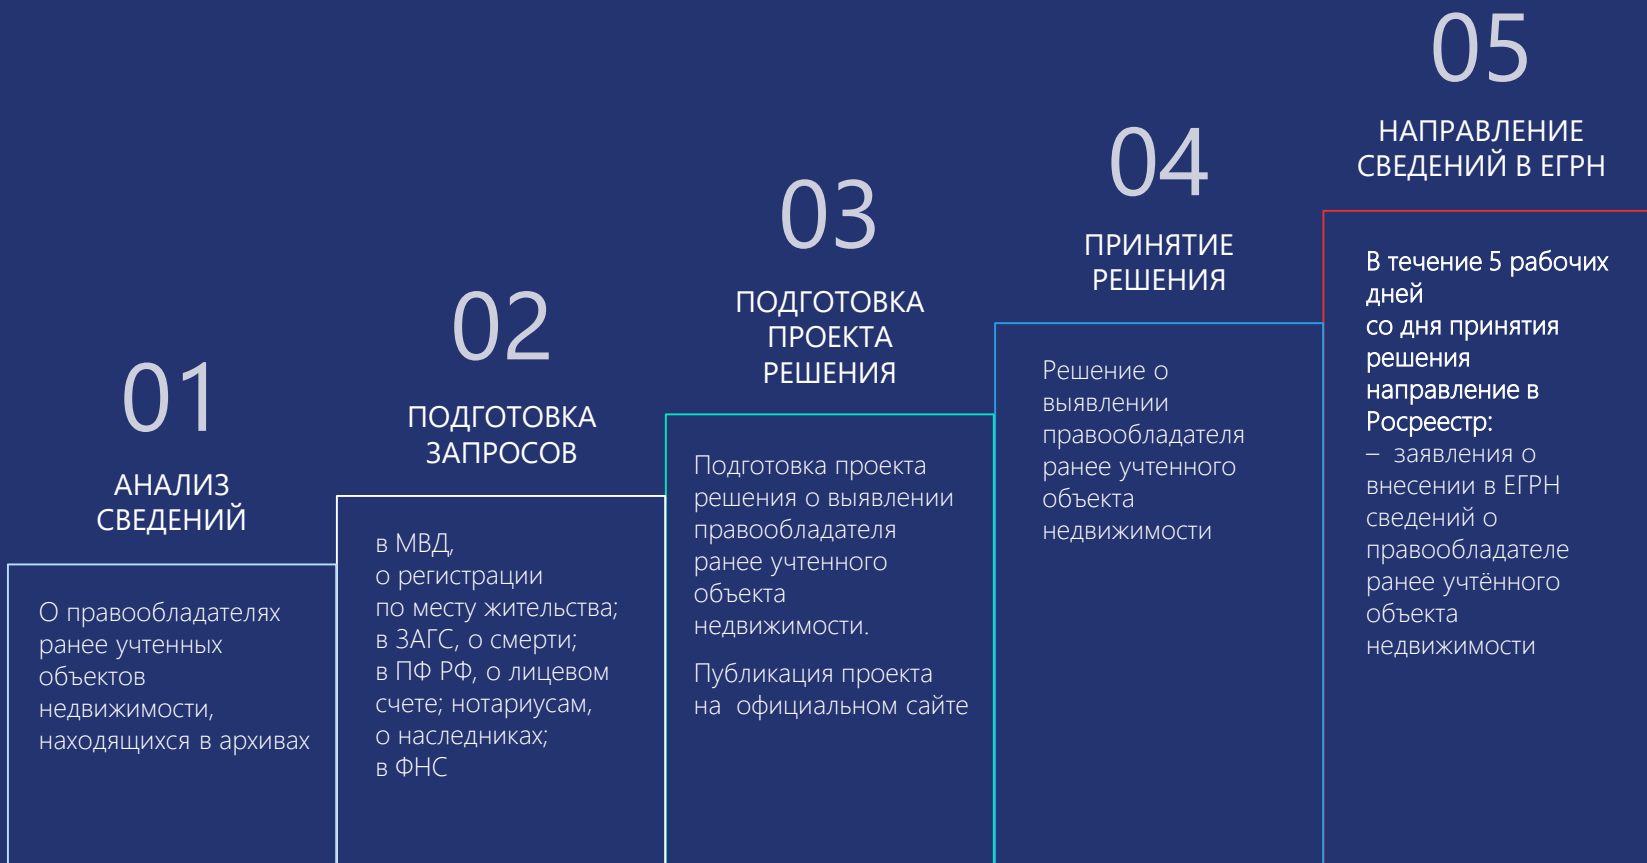 01
АНАЛИЗ
СВЕДЕНИЙ
О правообладателях
ранее учтенных
объектов
недвижимости,
находящихся в архивах
02
ПОДГОТОВКА
ЗАПРОСОВ
в МВД,
о регистрации
по месту жительства;
в ЗАГС, о смерти;
в ПФ РФ, о лицевом
счете; нотариусам,
о наследниках;
в ФНС
03
ПОДГОТОВКА
ПРОЕКТА
РЕШЕНИЯ
Подготовка проекта
решения о выявлении
правообладателя
ранее учтенного
объекта
недвижимости.
Публикация проекта
на официальном сайте
04
ПРИНЯТИЕ
РЕШЕНИЯ
Решение о
выявлении
правообладателя
ранее учтенного
объекта
недвижимости
05
НАПРАВЛЕНИЕ
СВЕДЕНИЙ В ЕГРН
В течение 5 рабочих
дней
со дня принятия
решения
направление в
Росреестр:
– заявления о
внесении в ЕГРН
сведений о
правообладателе
ранее учтённого
объекта
недвижимости